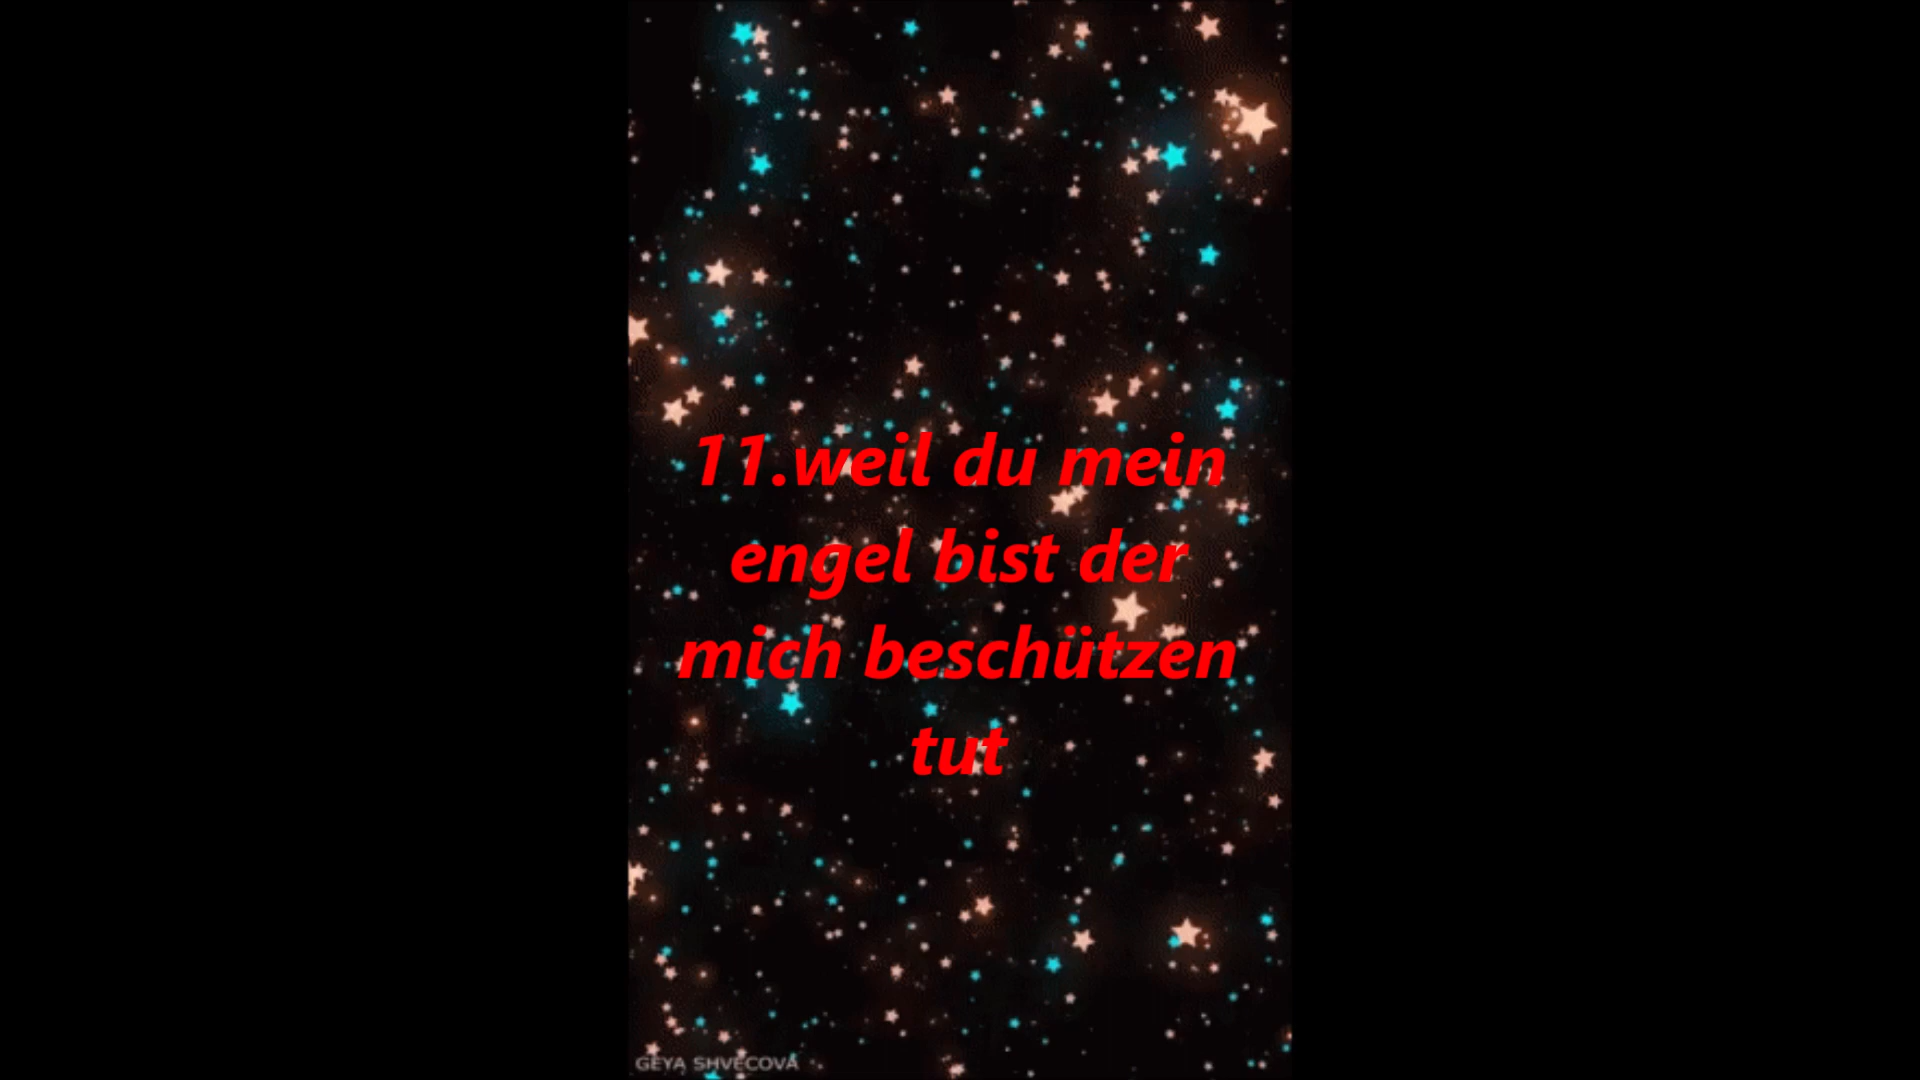 11.weil du mein
engel bist der
mich beschützen
tut
GEYA SHVECOVA